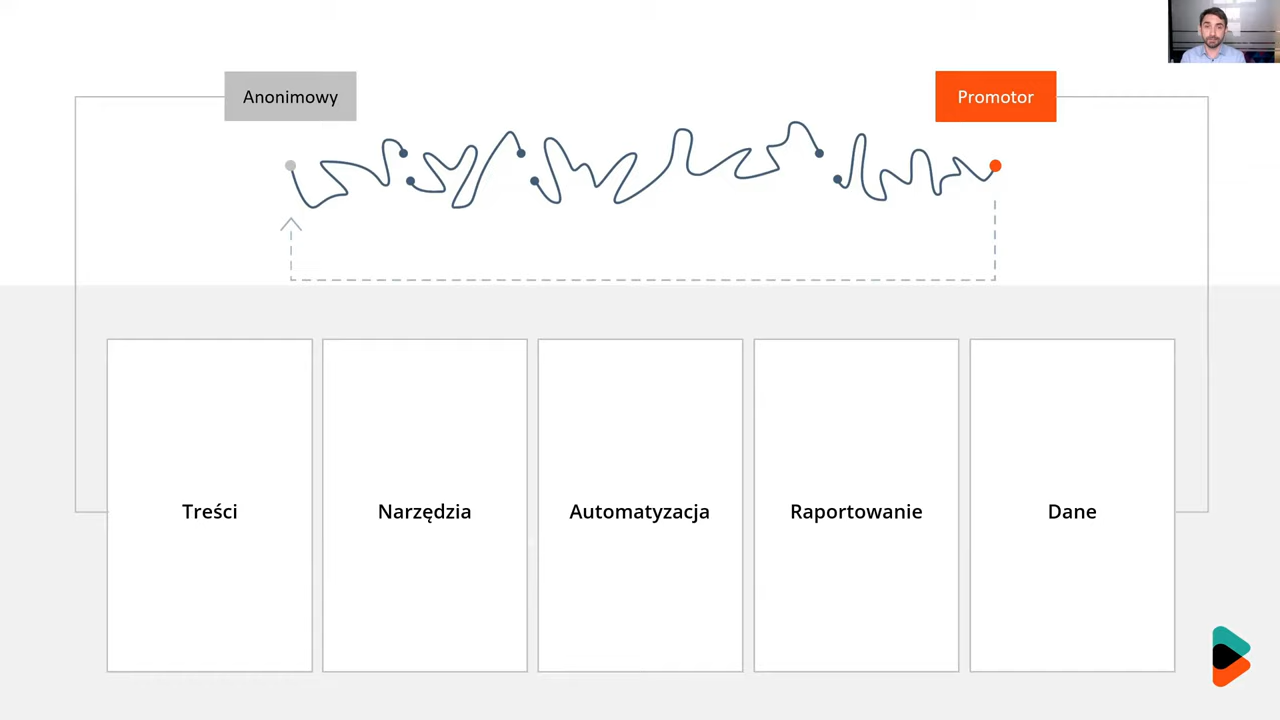 Anonimowy
Promotor
Treści
Narzędzia
Automatyzacja
Raportowanie
Dane